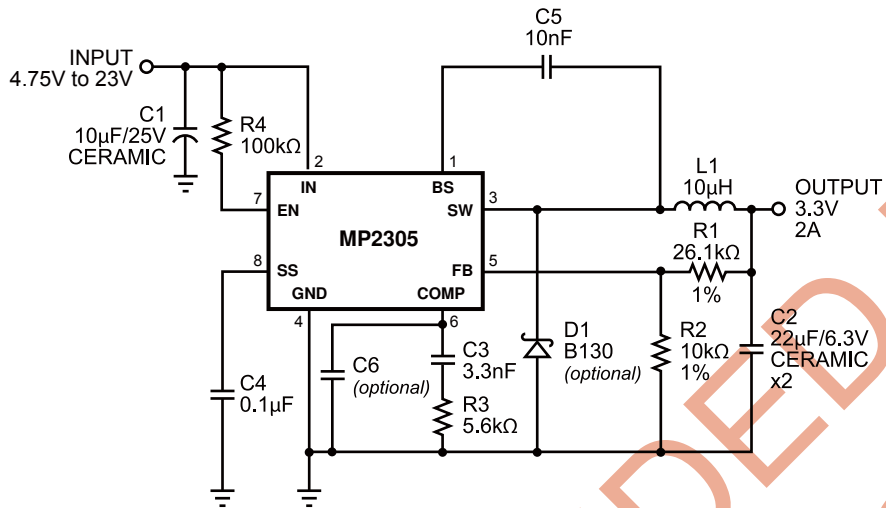 C5
10nF
INPUT
4.75V to 23V
C1
10µF/25V
CERAMIC
R4
100kΩ
2
1
IN
BS
7
EN
SW
3
L1
10µH
OUTPUT
3.3V
2A
MP2305
8
SS
FB
5
R1
26.1kΩ
1%
GND
COMP
4
6
C4
0.1µF
C6
(optional)
C3
3.3nF
R3
5.6kΩ
D1
B130
(optional)
R2
10kΩ
1%
C2
22µF/6.3V
CERAMIC
x2
DED